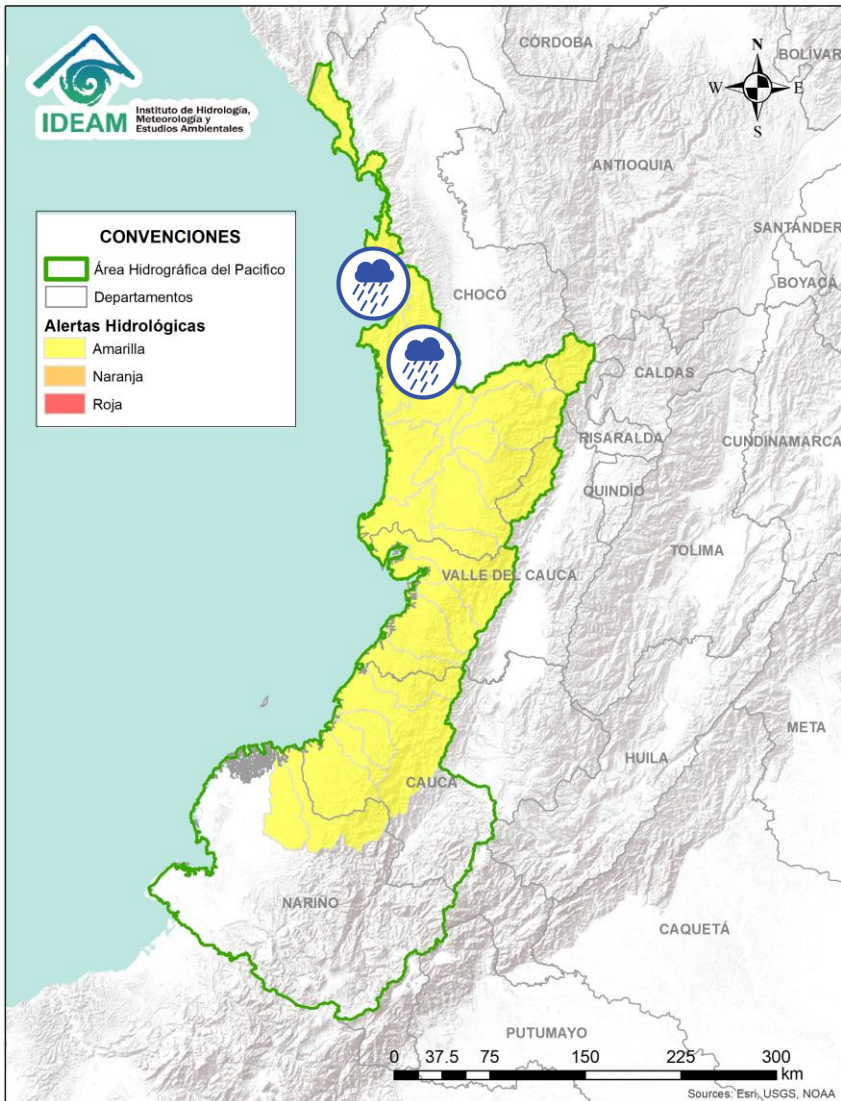 IDEAM
Instituto de Hidrología,
Meteorología y
Estudios Ambientales
N
W
E
S
CÓRDOBA
BOLÍVAR
ANTIOQUIA
SANTANDER
BOYACÁ
CHOCÓ
CALDAS
RISARALDA
CUNDINAMARCA
QUINDÍO
TOLIMA
VALLE DEL CAUCA
META
HUILA
CAUCA
NARIÑO
CAQUETÁ
PUTUMAYO
CONVENCIONES
Área Hidrográfica del Pacifico
Departamentos
Alertas Hidrológicas
Amarilla
Naranja
Roja
0 37.5 75 150 225 300
km
Sources: Esri, USGS, NOAA